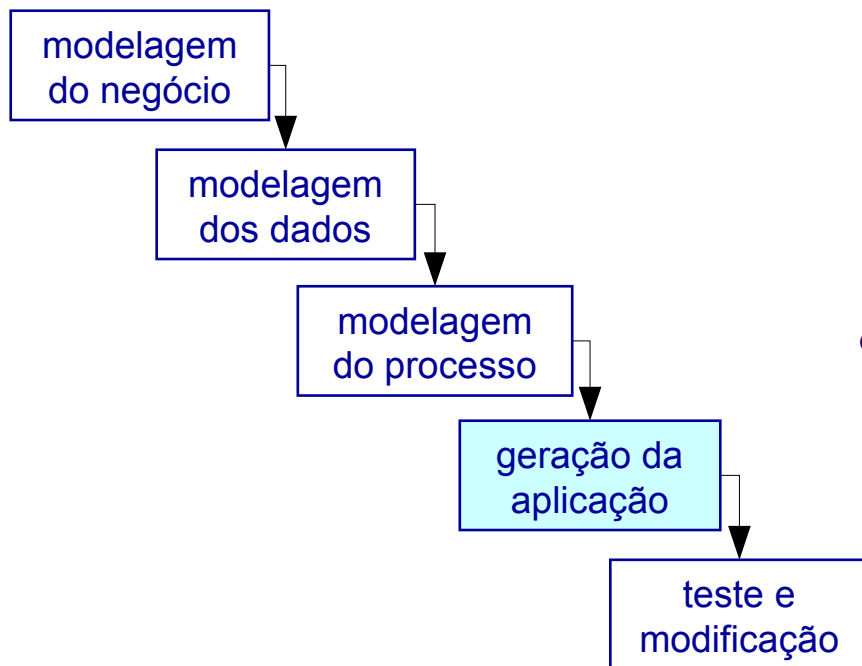 modelagem
do negócio
modelagem
dos dados
modelagem
do processo
geração da
aplicação
teste e
modificação